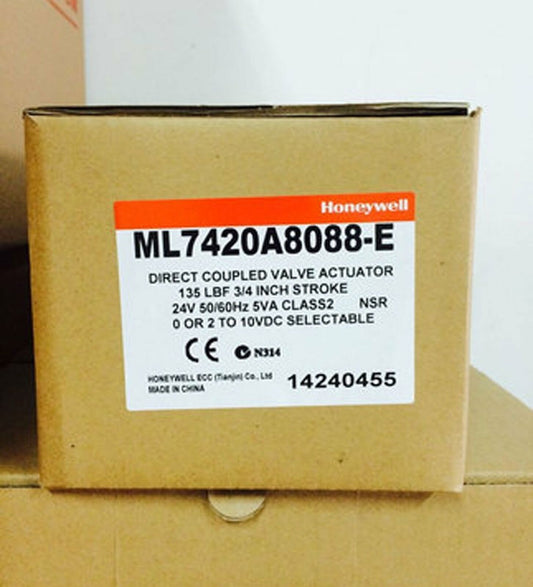 Honeywell
ML7420A8088-E
DIRECT COUPLED VALVE ACTUATOR
135 LBF 3/4 INCH STROKE
24V 50/60Hz 5VA CLASS2 NSR
0 OR 2 TO 10VDC SELECTABLE
CE N314
HONEYWELL ECC (Tianjin) Co., Ltd
MADE IN CHINA
14240455